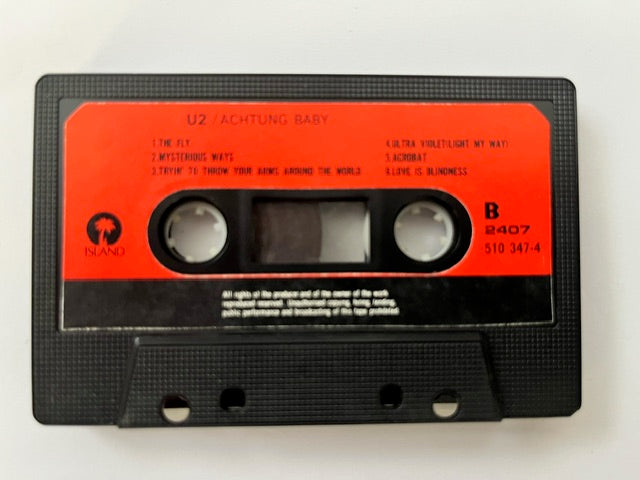 U2 / ACHTUNG BABY
1.THE FLY
2.MYSTERIOUS WAYS
3.TRYIN' TO THROW YOUR ARMS AROUND THE WORLD
4.ULTRA VIOLET(LIGHT MY WAY)
5.ACROBAT
6.LOVE IS BLINDNESS
ISLAND
B
2407
510 347-4
All rights of the producer and of the owner of the work
reproduced reserved. Unauthorised copying, hiring, lending,
public performance and broadcasting of this tape prohibited